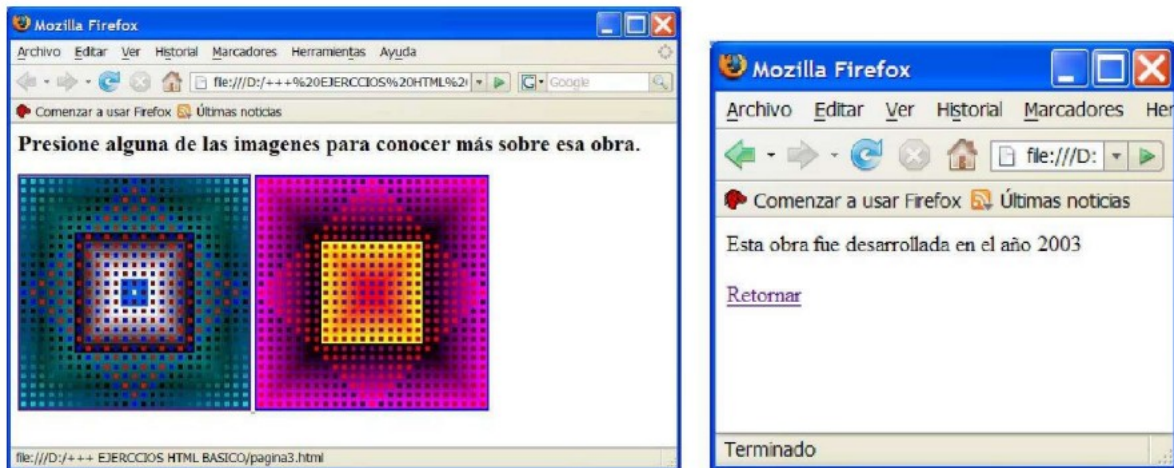 Mozilla Firefox
Archivo Editar Ver Historial Marcadores Herramientas Ayuda
file:///D:/+++%20EJERCCIOS%20HTML%2 Google
Comenzar a usar Firefox Últimas noticias
Presione alguna de las imagenes para conocer más sobre esa obra.
file:///D:/+++ EJERCCIOS HTML BASICO/pagina3.html
Mozilla Firefox
Archivo Editar Ver Historial Marcadores Her
file:///D:
Comenzar a usar Firefox Últimas noticias
Esta obra fue desarrollada en el año 2003
Retornar
Terminado